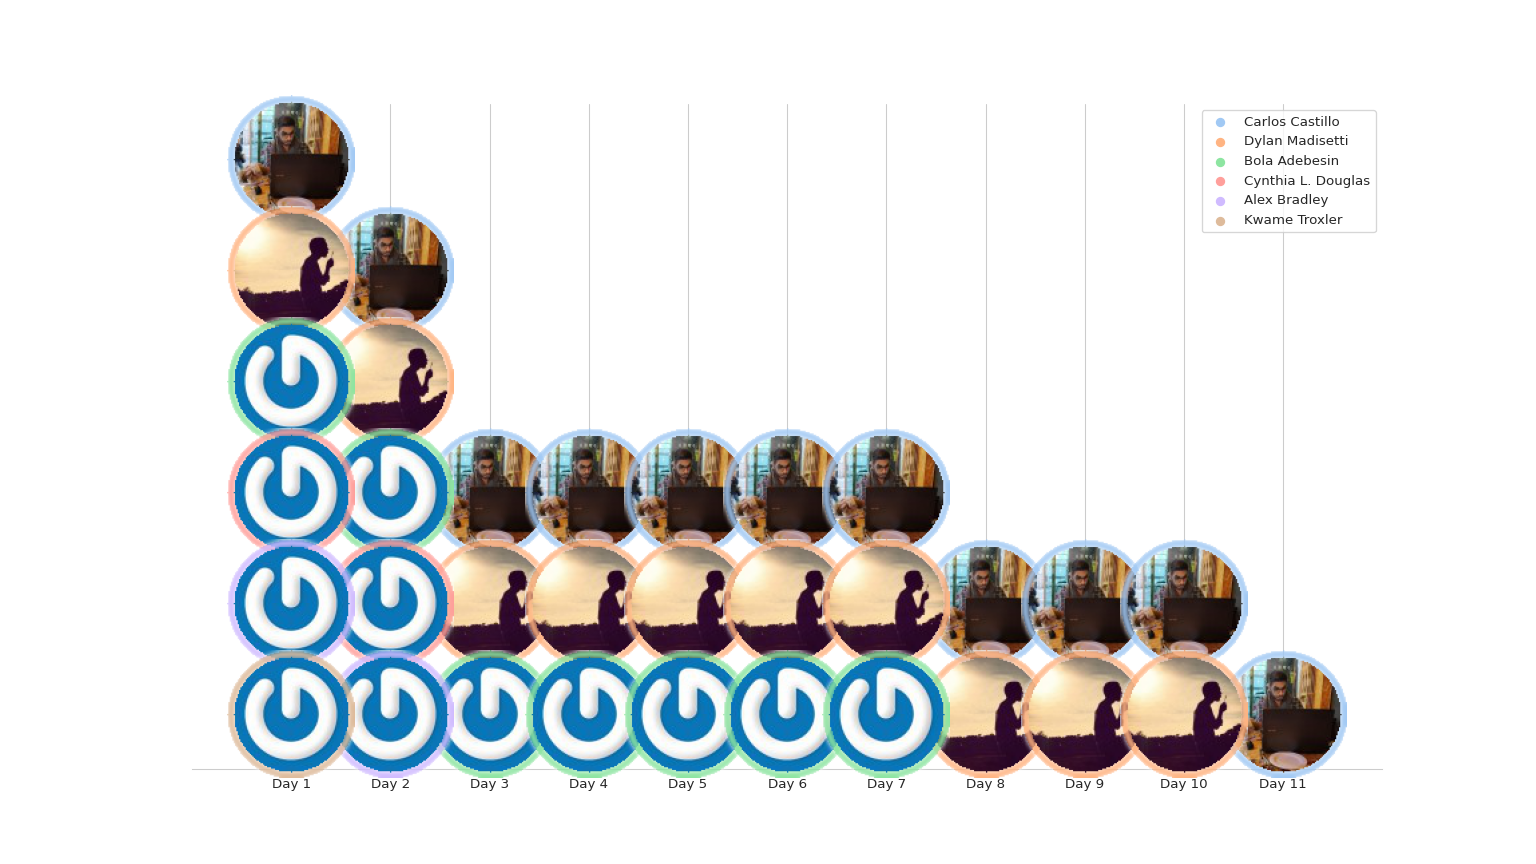 Carlos Castillo
Dylan Madisetti
Bola Adebesin
Cynthia L. Douglas
Alex Bradley
Kwame Troxler
Day 1 Day 2 Day 3 Day 4 Day 5 Day 6 Day 7 Day 8 Day 9 Day 10 Day 11